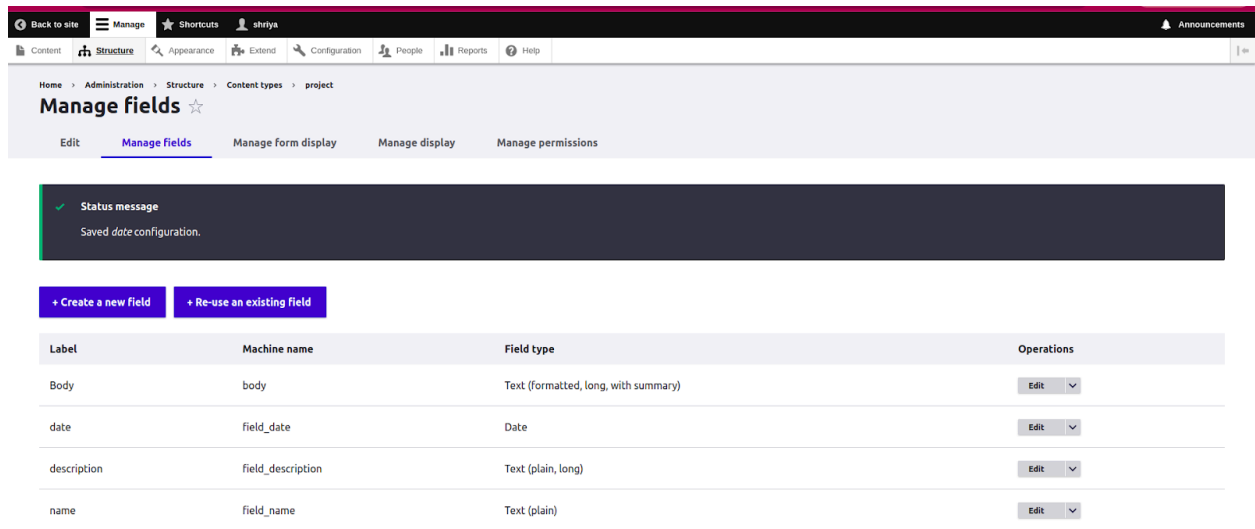 Back to site Manage Shortcuts shriya Announcements
Content Structure Appearance Extend Configuration People Reports Help
Home > Administration > Structure > Content types > project
Manage fields
Edit Manage fields Manage form display Manage display Manage permissions
Status message
Saved date configuration.
+ Create a new field + Re-use an existing field
Label Machine name Field type Operations
Body body Text (formatted, long, with summary) Edit
date field_date Date Edit
description field_description Text (plain, long) Edit
name field_name Text (plain) Edit